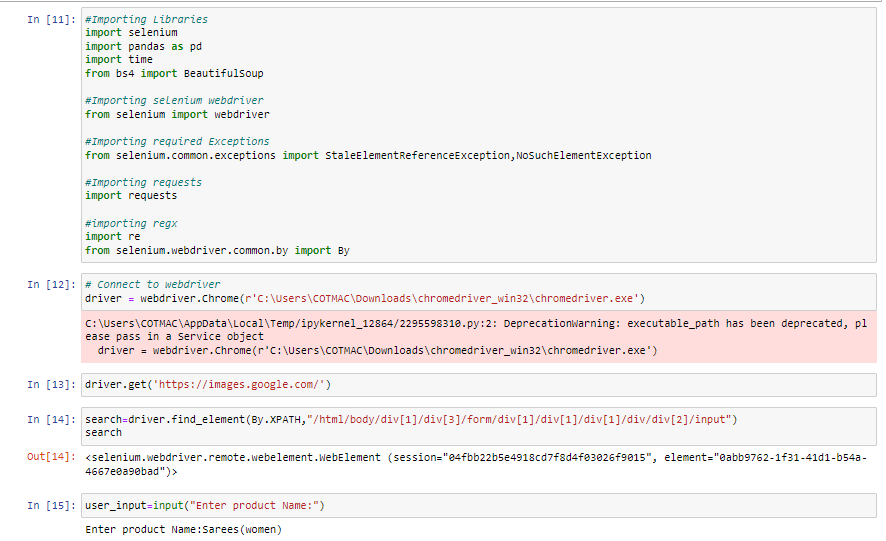 In [11]: #Importing Libraries
import selenium
import pandas as pd
import time
from bs4 import BeautifulSoup
#Importing selenium webdriver
from selenium import webdriver
#Importing required Exceptions
from selenium.common.exceptions import StaleElementReferenceException,NoSuchElementException
#Importing requests
import requests
#importing regx
import re
from selenium.webdriver.common.by import By
In [12]: # Connect to webdriver
driver = webdriver.Chrome(r'C:\Users\COTMAC\Downloads\chromedriver_win32\chromedriver.exe')
C:\Users\COTMAC\AppData\Local\Temp/ipykernel_12864/2295598310.py:2: DeprecationWarning: executable_path has been deprecated, pl
ease pass in a Service object
driver = webdriver.Chrome(r'C:\Users\COTMAC\Downloads\chromedriver_win32\chromedriver.exe')
In [13]: driver.get('https://images.google.com/')
In [14]: search=driver.find_element(By.XPATH,"/html/body/div[1]/div[3]/form/div[1]/div[1]/div[1]/div/div[2]/input")
search
Out[14]: <selenium.webdriver.remote.webelement.WebElement (session="04fbb22b5e4918cd7f8d4f03026f9015", element="0abb9762-1f31-41d1-b54a-
4667e0a90bad")>
In [15]: user_input=input("Enter product Name:")
Enter product Name:Sarees(women)